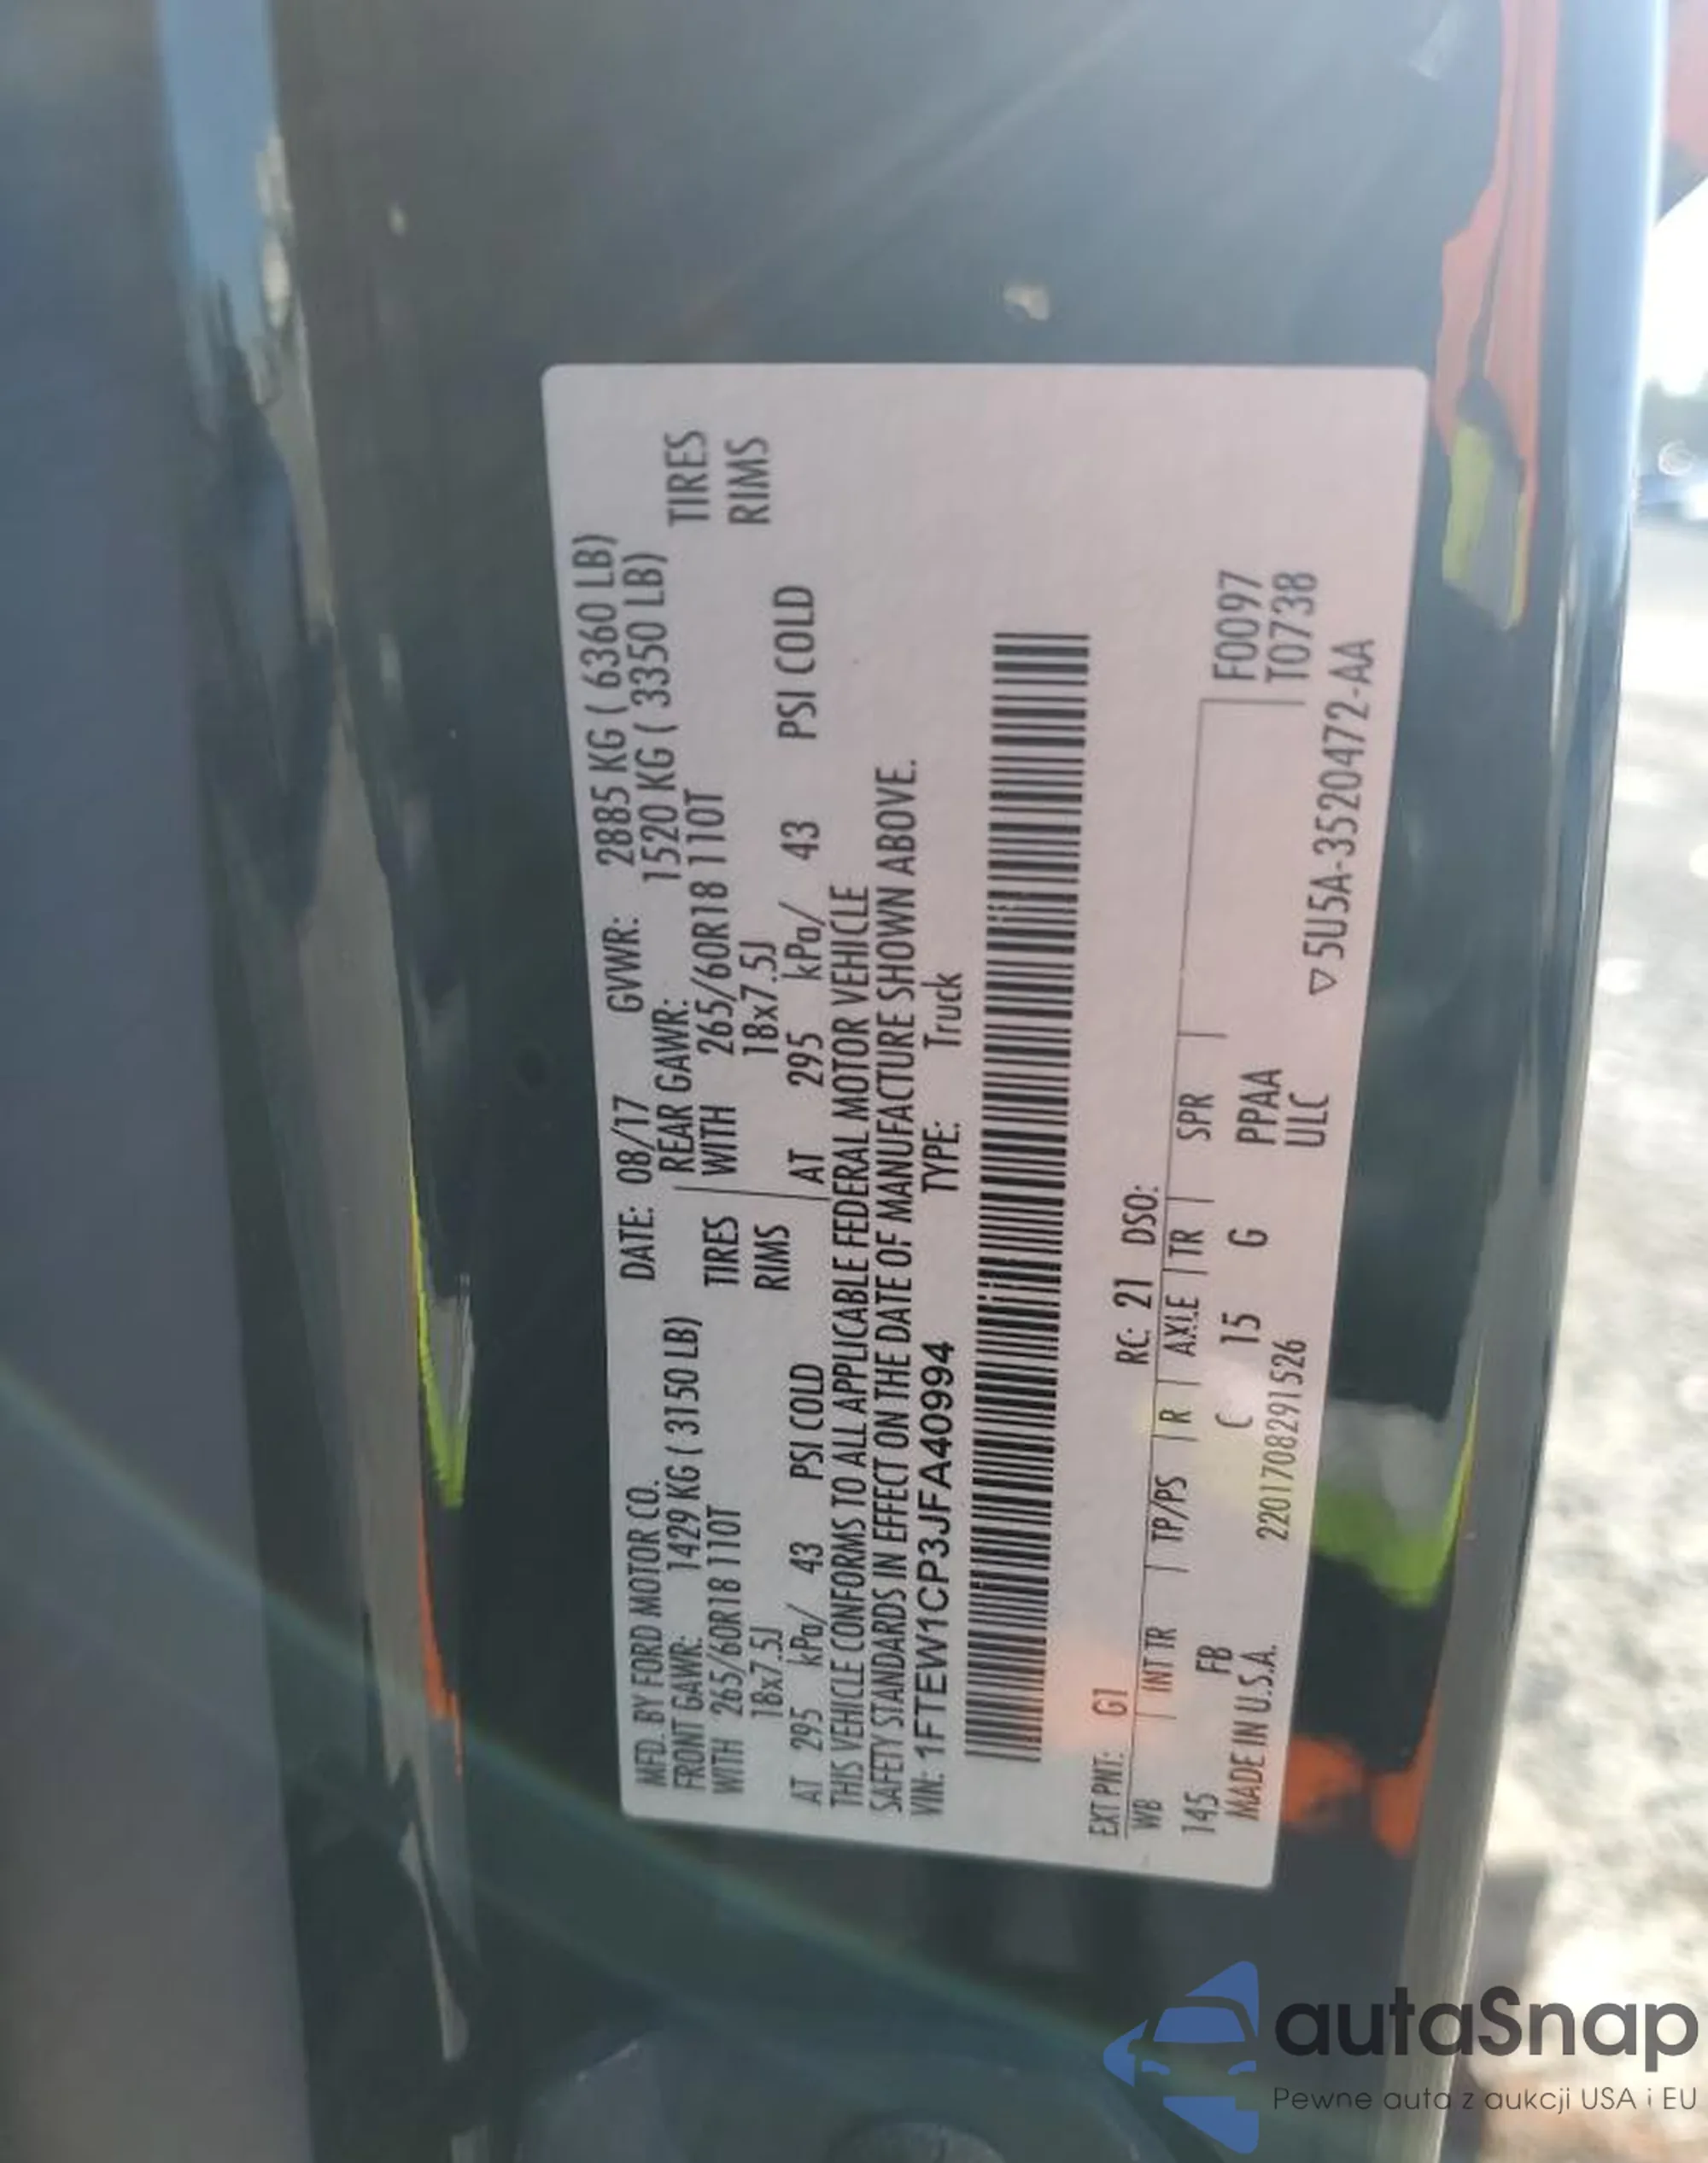 MFD. BY FORD MOTOR CO. DATE: 08/17 GVWR: 2885 KG ( 6360 LB)
FRONT GAWR: 1429 KG ( 3150 LB) REAR GAWR: 1520 KG ( 3350 LB)
WITH 265/60R18 110T TIRES WITH 265/60R18 110T TIRES
18x7.5J RIMS 18x7.5J RIMS
AT 295 kPa/ 43 PSI COLD AT 295 kPa/ 43 PSI COLD
THIS VEHICLE CONFORMS TO ALL APPLICABLE FEDERAL MOTOR VEHICLE
SAFETY STANDARDS IN EFFECT ON THE DATE OF MANUFACTURE SHOWN ABOVE.
VIN: 1FTEW1CP3JFA40994 TYPE: Truck
EXT PNT: G1 RC: 21 DSO:
WB INT TR TP/PS R AXLE TR SPR F0097
145 FB C 15 G PPAA T0738
MADE IN U.S.A. 2201708291526 ULC
▽ 5U5A-3520472-AA
autaSnap
Pewne auta z aukcji USA i EU